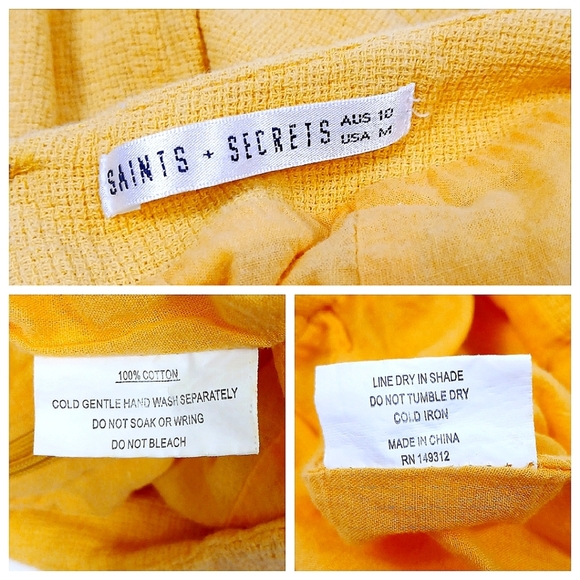 SAINTS + SECRETS AUS 10
USA M
100% COTTON
COLD GENTLE HAND WASH SEPARATELY
DO NOT SOAK OR WRING
DO NOT BLEACH
LINE DRY IN SHADE
DO NOT TUMBLE DRY
COLD IRON
MADE IN CHINA
RN 149312